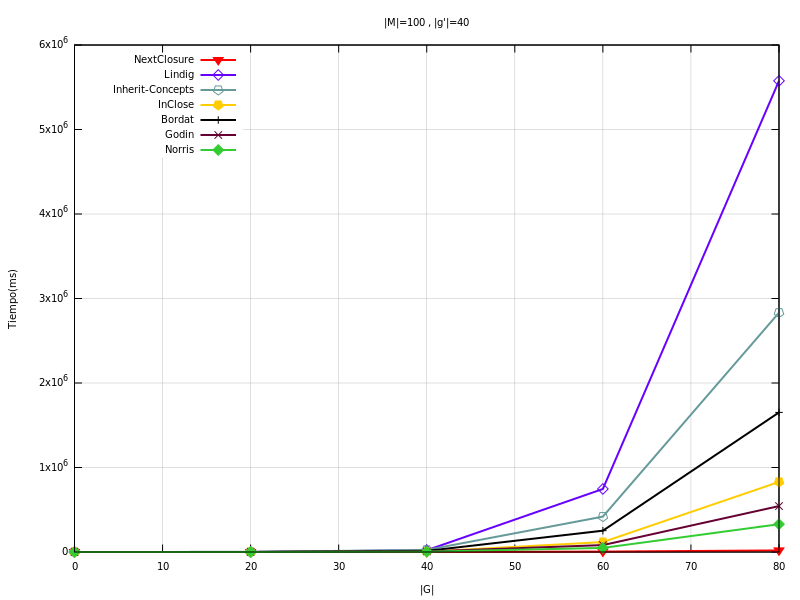 |M|=100 , |g'|=40
6x10^6
5x10^6
4x10^6
3x10^6
2x10^6
1x10^6
0
NextClosure
Lindig
Inherit-Concepts
InClose
Bordat
Godin
Norris
Tiempo(ms)
0 10 20 30 40 50 60 70 80
|G|